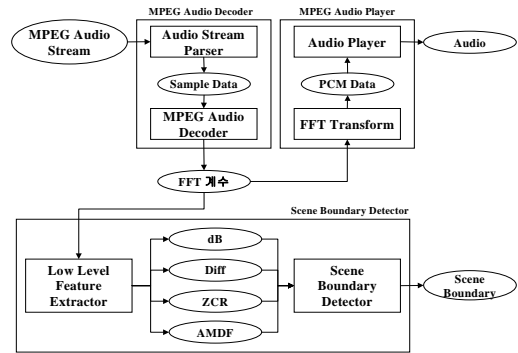 MPEG Audio Decoder
MPEG Audio Player
MPEG Audio
Stream
Audio Stream
Parser
Sample Data
MPEG Audio
Decoder
Audio Player
PCM Data
FFT Transform
Audio
FFT 계수
Scene Boundary Detector
Low Level
Feature
Extractor
dB
Diff
ZCR
AMDF
Scene
Boundary
Detector
Scene
Boundary